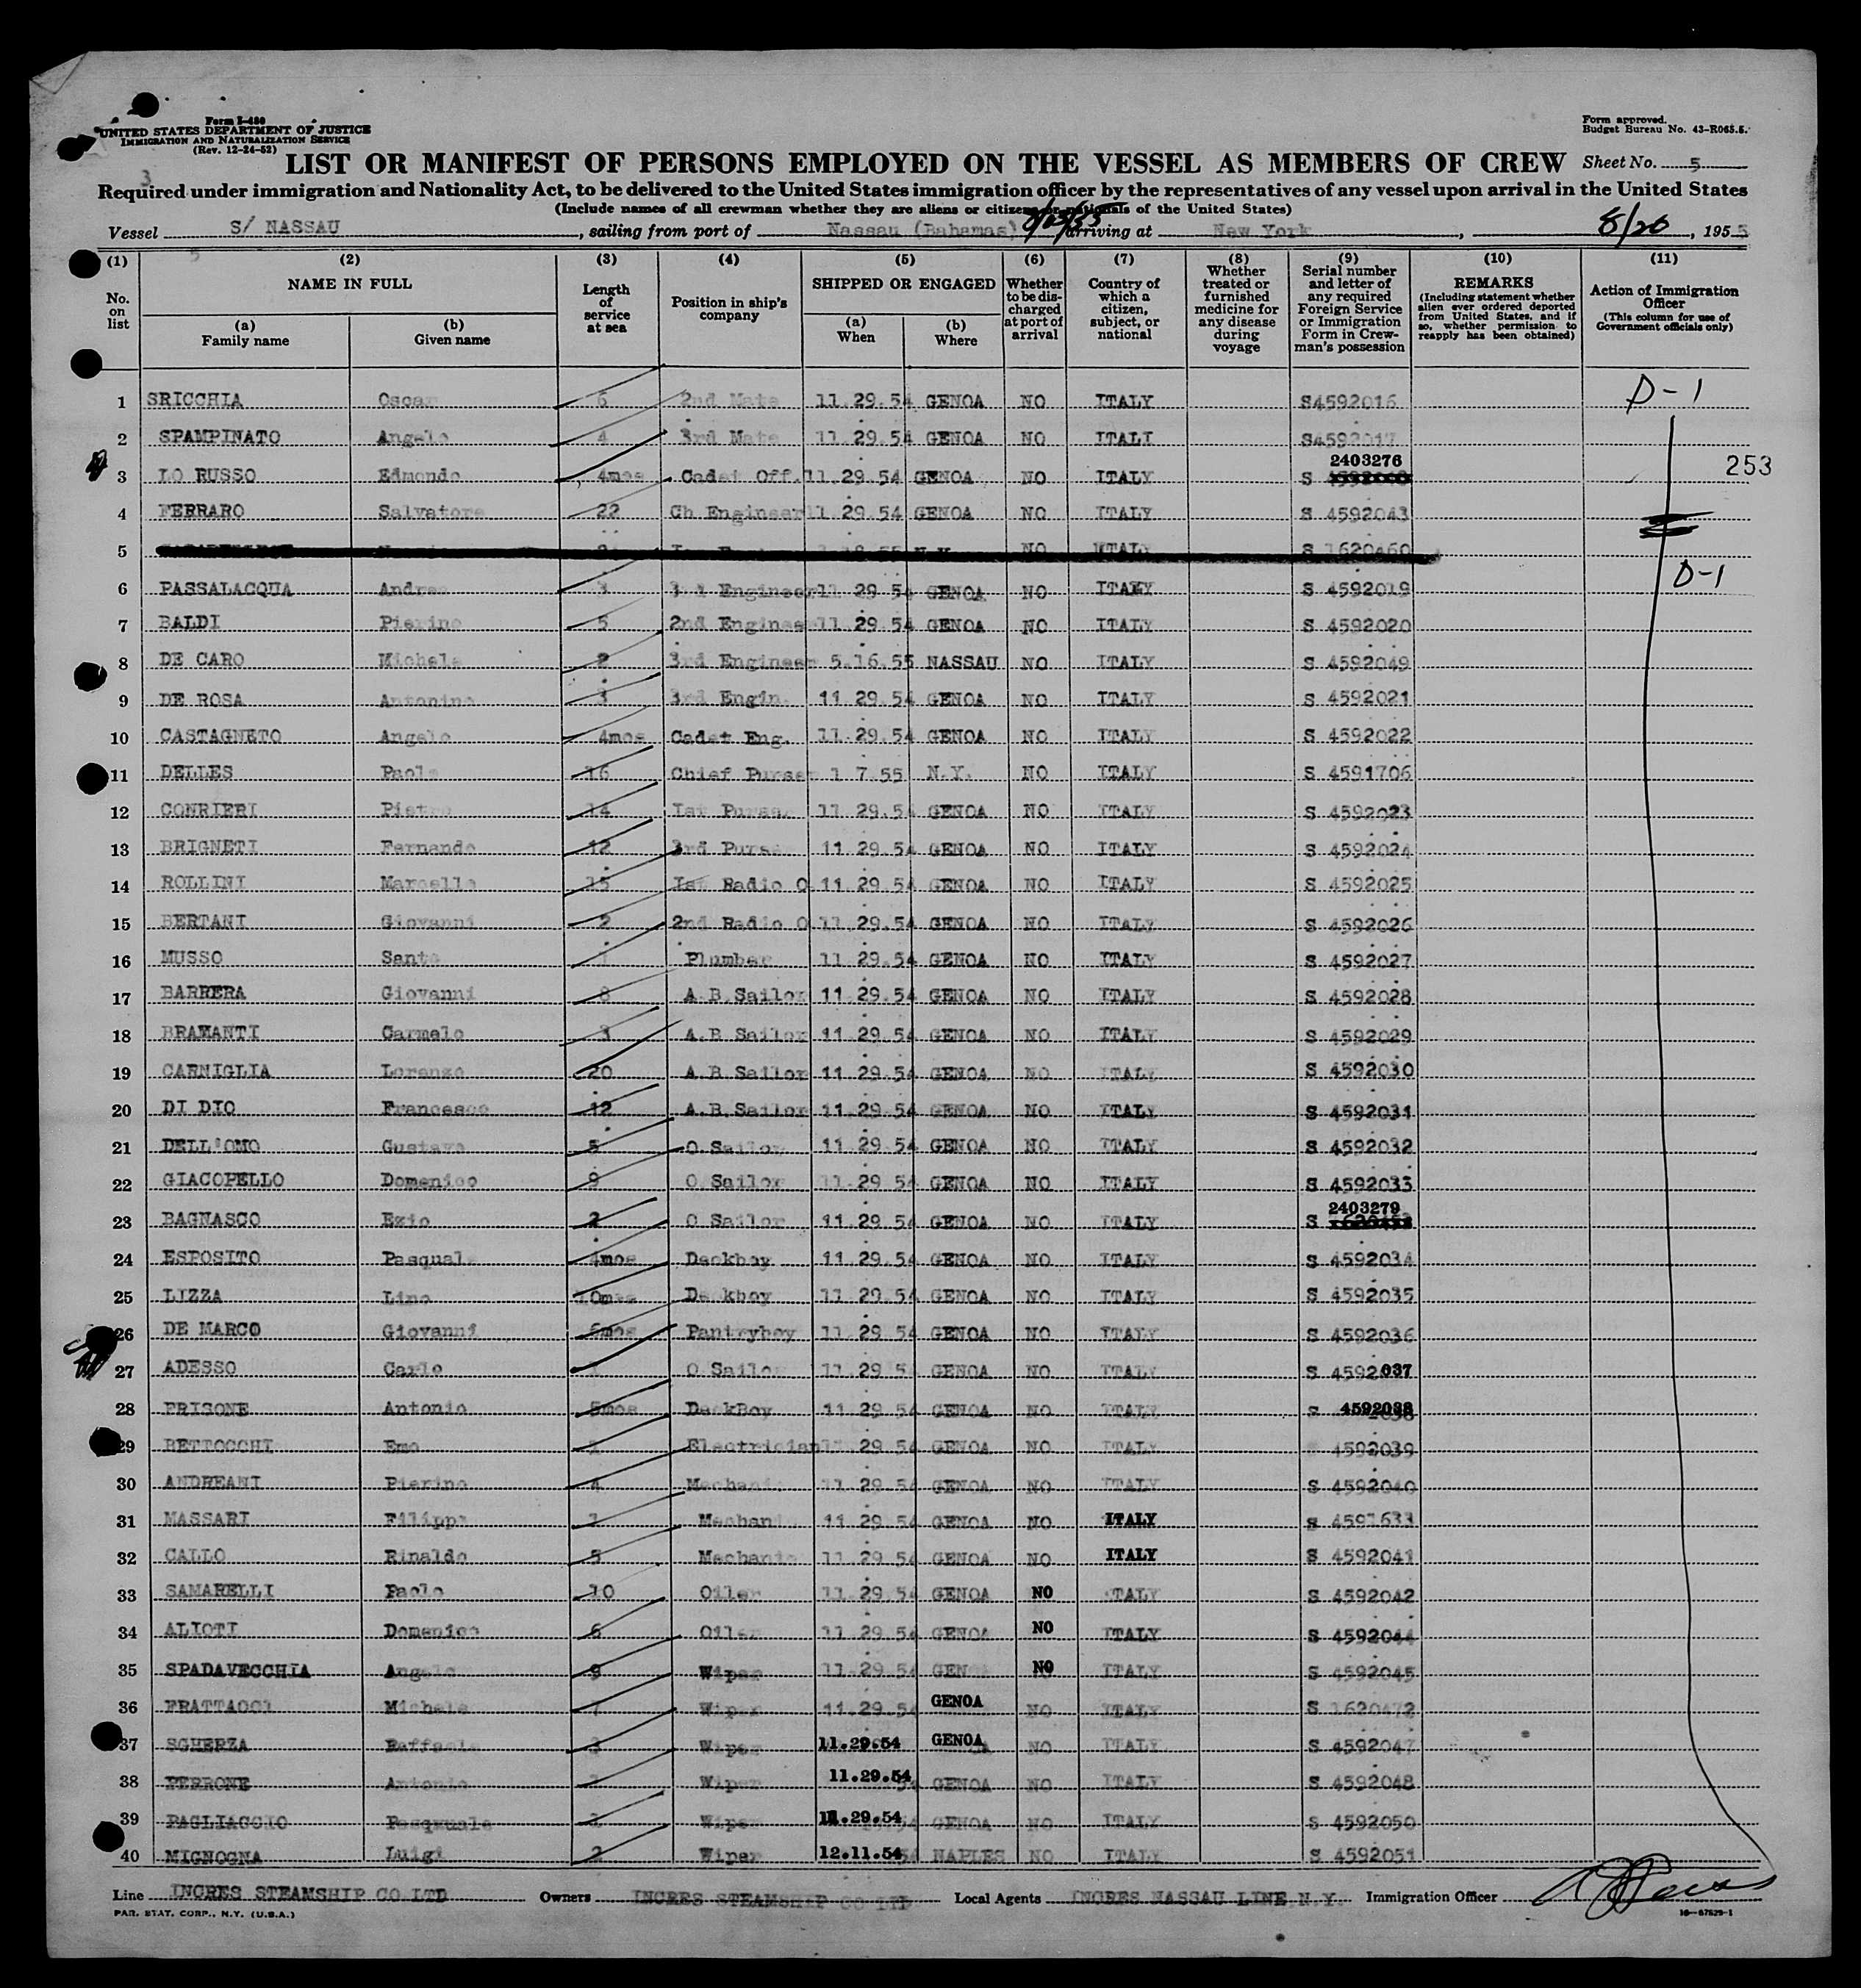 Form I-480
UNITED STATES DEPARTMENT OF JUSTICE
IMMIGRATION AND NATURALIZATION SERVICE
(Rev. 12-24-52)
Form approved.
Budget Bureau No. 43-R065.5.
LIST OR MANIFEST OF PERSONS EMPLOYED ON THE VESSEL AS MEMBERS OF CREW
Sheet No. 5
3
Required under immigration and Nationality Act, to be delivered to the United States immigration officer by the representatives of any vessel upon arrival in the United States
(Include names of all crewman whether they are aliens or citizens or nationals of the United States)
Vessel S/ NASSAU, sailing from port of Nassau (Bahamas) arriving at New York, 8/20, 1955
5
(1) No. on list
(2) NAME IN FULL (a) Family name (b) Given name
(3) Length of service at sea
(4) Position in ship's company
(5) SHIPPED OR ENGAGED (a) When (b) Where
(6) Whether to be discharged at port of arrival
(7) Country of which a citizen, subject, or national
(8) Whether treated or furnished medicine for any disease during voyage
(9) Serial number and letter of any required Foreign Service or Immigration Form in Crewman's possession
(10) REMARKS (Including statement whether alien ever ordered deported from United States, and if so, whether permission to reapply has been obtained)
(11) Action of Immigration Officer (This column for use of Government officials only)
1 SRICCHIA Oscar 6 2nd Mate 11.29.54 GENOA NO ITALY S4592016 D-1
2 SPAMPINATO Angelo 4 3rd Mate 11.29.54 GENOA NO ITALI S4592017
3 LO RUSSO Edmondo 4mos Cadet Off. 11.29.54 GENOA NO ITALY S 2403276 253
4 FERRARO Salvatore 22 Ch Engineer 11.29.54 GENOA NO ITALY S 4592043
5 NO ITALY S 1620460
6 PASSALACQUA Andrea 3 3rd Engineer 11 29 54 GENOA NO ITALY S 4592019 D-1
7 BALDI Pierino 5 2nd Engineer 11.29.54 GENOA NO ITALY S 4592020
8 DE CARO Michele 2 3rd Engineer 5.16.55 NASSAU NO ITALY S 4592049
9 DE ROSA Antonino 3 3rd Engin. 11.29.54 GENOA NO ITALY S 4592021
10 CASTAGNETO Angelo 4mos Cadet Eng. 11.29.54 GENOA NO ITALY S 4592022
11 DELLES Paolo 16 Chief Purser 1 7.55 N.Y. NO ITALY S 4591706
12 CONRIERI Pietro 14 Ist Purser 11.29.54 GENOA NO ITALY S 4592023
13 BRIGNETI Fernando 12 3rd Purser 11.29.54 GENOA NO ITALY S 4592024
14 ROLLINI Marcello 15 Ist Radio O 11.29.54 GENOA NO ITALY S 4592025
15 BERTANI Giovanni 2 2nd Radio O 11.29.54 GENOA NO ITALY S 4592026
16 MUSSO Sante Plumber 11.29.54 GENOA NO ITALY S 4592027
17 BARRERA Giovanni 8 A.B.Sailor 11.29.54 GENOA NO ITALY S 4592028
18 BRAMANTI Carmelo 3 A.B.Sailor 11.29.54 GENOA NO ITALY S 4592029
19 CARNIGLIA Lorenzo 20 A.B.Sailor 11.29.54 GENOA NO ITALY S 4592030
20 DI DIO Francesco 12 A.B.Sailor 11.29.54 GENOA NO ITALY S 4592031
21 DELL'OMO Gustavo 5 O.Sailor 11.29.54 GENOA NO ITALY S 4592032
22 GIACOPELLO Domenico 9 O.Sailor 11.29.54 GENOA NO ITALY S 4592033
23 BAGNASCO Ezio 2 O Sailor 11.29.54 GENOA NO ITALY S 2403279
24 ESPOSITO Pasquale 4mos Deckboy 11.29.54 GENOA NO ITALY S 4592034
25 LIZZA Lino 10mos Deckboy 11.29.54 GENOA NO ITALY S 4592035
26 DE MARCO Giovanni 6mos Pantryboy 11.29.54 GENOA NO ITALY S 4592036
27 ADESSO Carlo O.Sailor 11.29.54 GENOA NO ITALY S 4592037
28 FRISONE Antonio 5mos DeckBoy 11.29.54 GENOA NO ITALY S 4592038
29 BETTOCCHI Emo Electrician 11.29.54 GENOA NO ITALY 4592039
30 ANDREANI Pierino 4 Mechanic 11.29.54 GENOA NO ITALY S 4592040
31 MASSARI Filippo Mechan 11.29.54 GENOA NO ITALY S 4591633
32 CALLO Rinaldo 5 Mechanic 11.29.54 GENOA NO ITALY S 4592041
33 SAMARELLI Paolo 10 Oiler 11.29.54 GENOA NO ITALY S 4592042
34 ALIOTI Domenico 6 Oiler 11.29.54 GENOA NO ITALY S 4592044
35 SPADAVECCHIA Angelo 9 Wiper 11.29.54 GEN NO ITALY S 4592045
36 FRATTACCI Michele 7 Wiper 11.29.54 GENOA NO ITALY S 1620472
37 SGHERZA Raffaele 3 Wiper 11.29.54 GENOA NO ITALY S 4592047
38 PERRONE Antonio Wiper 11.29.54 GENOA NO ITALY S 4592048
39 PAGLIACCIO Pasqxuale Wiper 11.29.54 GENOA NO ITALY S 4592050
40 MIGNOGNA Luigi 2 Wiper 12.11.54 NAPLES NO ITALY S 4592051
Line INGRES STEAMSHIP CO LTD Owners INGRES STEAMSHIP CO LTD Local Agents INGRES NASSAU LINE N.Y. Immigration Officer
PAR. STAT. CORP., N.Y. (U.S.A.)
16—67529-1